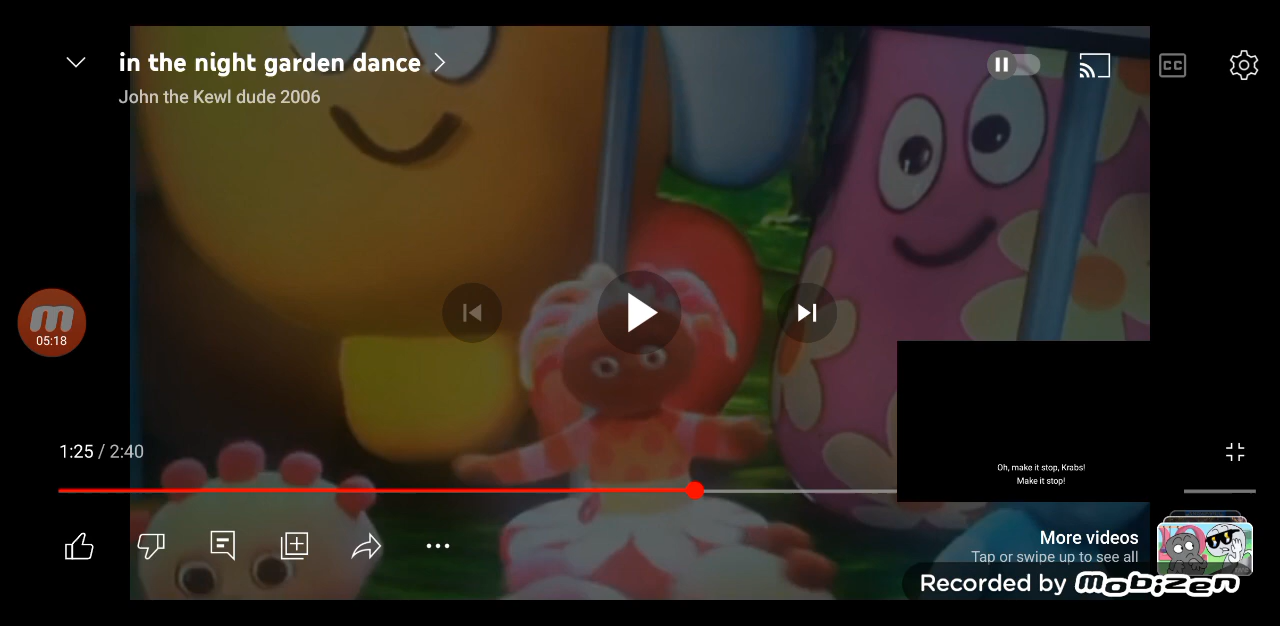 in the night garden dance
John the Kewl dude 2006
CC
m
05:18
1:25 / 2:40
Oh, make it stop, Krabs!
Make it stop!
More videos
Tap or swipe up to see all
Recorded by mobizen